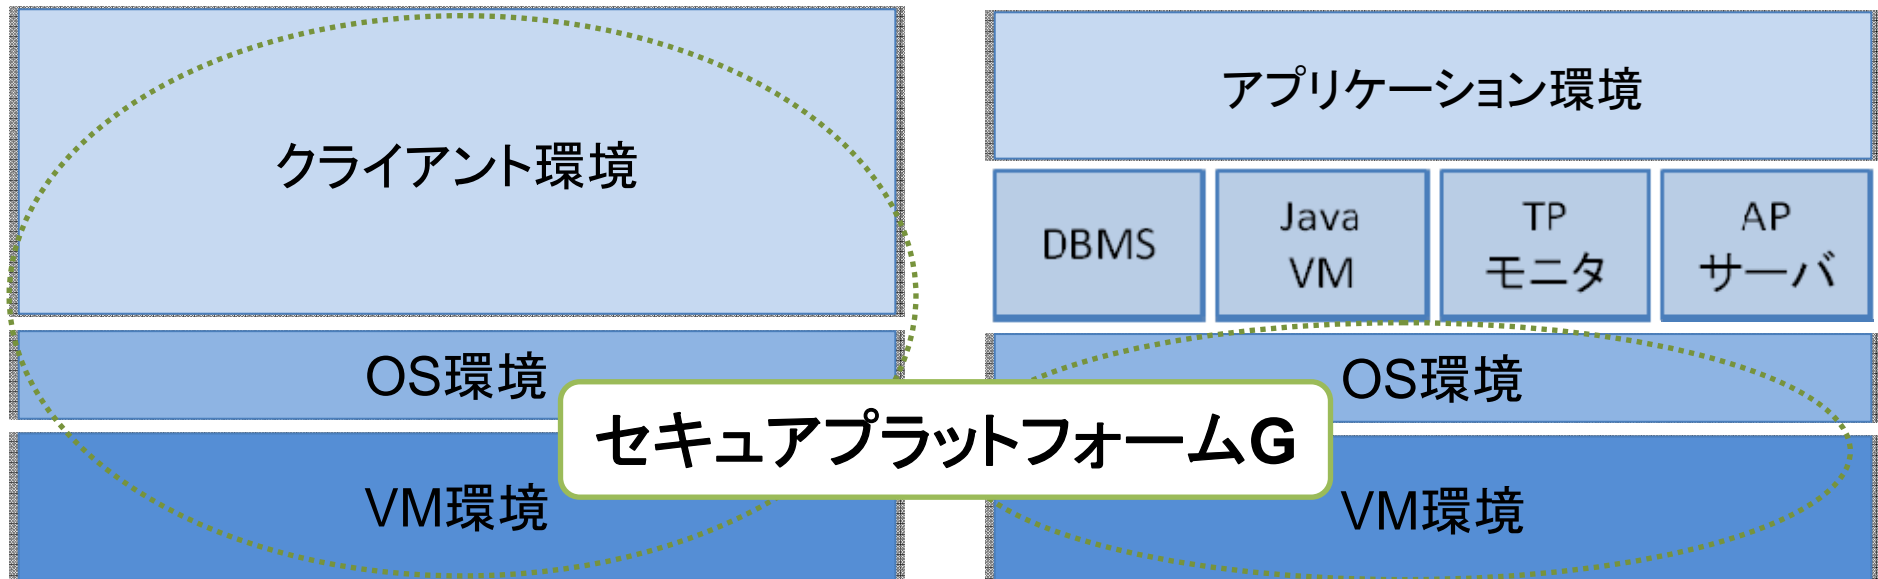 クライアント環境
OS環境
VM環境
アプリケーション環境
DBMS
Java
VM
TP
モニタ
AP
サーバ
OS環境
VM環境
セキュアプラットフォームG